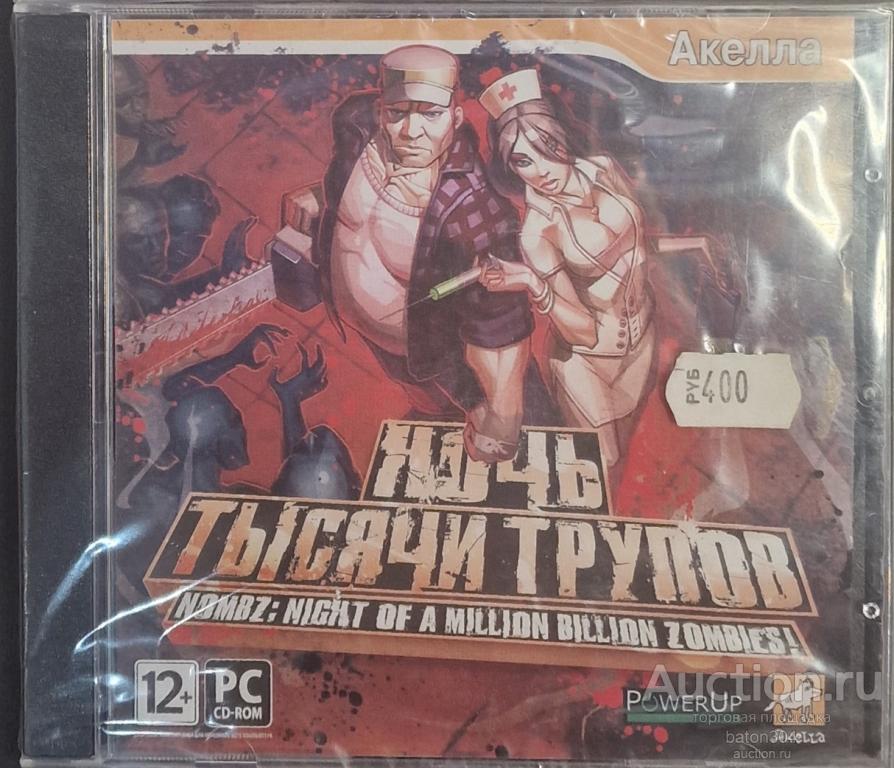 Акелла
РУБ 400
НОЧЬ
ТЫСЯЧИ ТРУПОВ
NOMBZ: NIGHT OF A MILLION BILLION ZOMBIES!
12+
PC
CD-ROM
POWERUP
Akella
Auction.ru
торговая площадка
auction.ru